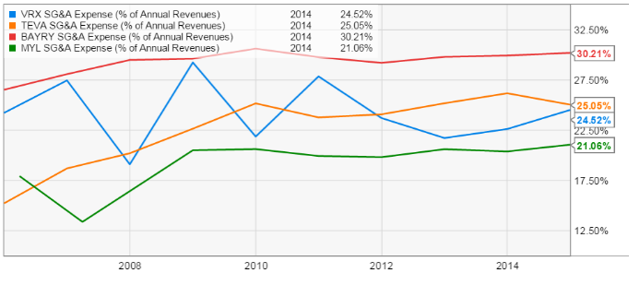 VRX SG&A Expense (% of Annual Revenues) 2014 24.52%
TEVA SG&A Expense (% of Annual Revenues) 2014 25.05%
BAYRY SG&A Expense (% of Annual Revenues) 2014 30.21%
MYL SG&A Expense (% of Annual Revenues) 2014 21.06%
32.50%
30.21%
27.50%
25.05%
24.52%
22.50%
21.06%
17.50%
12.50%
2008 2010 2012 2014